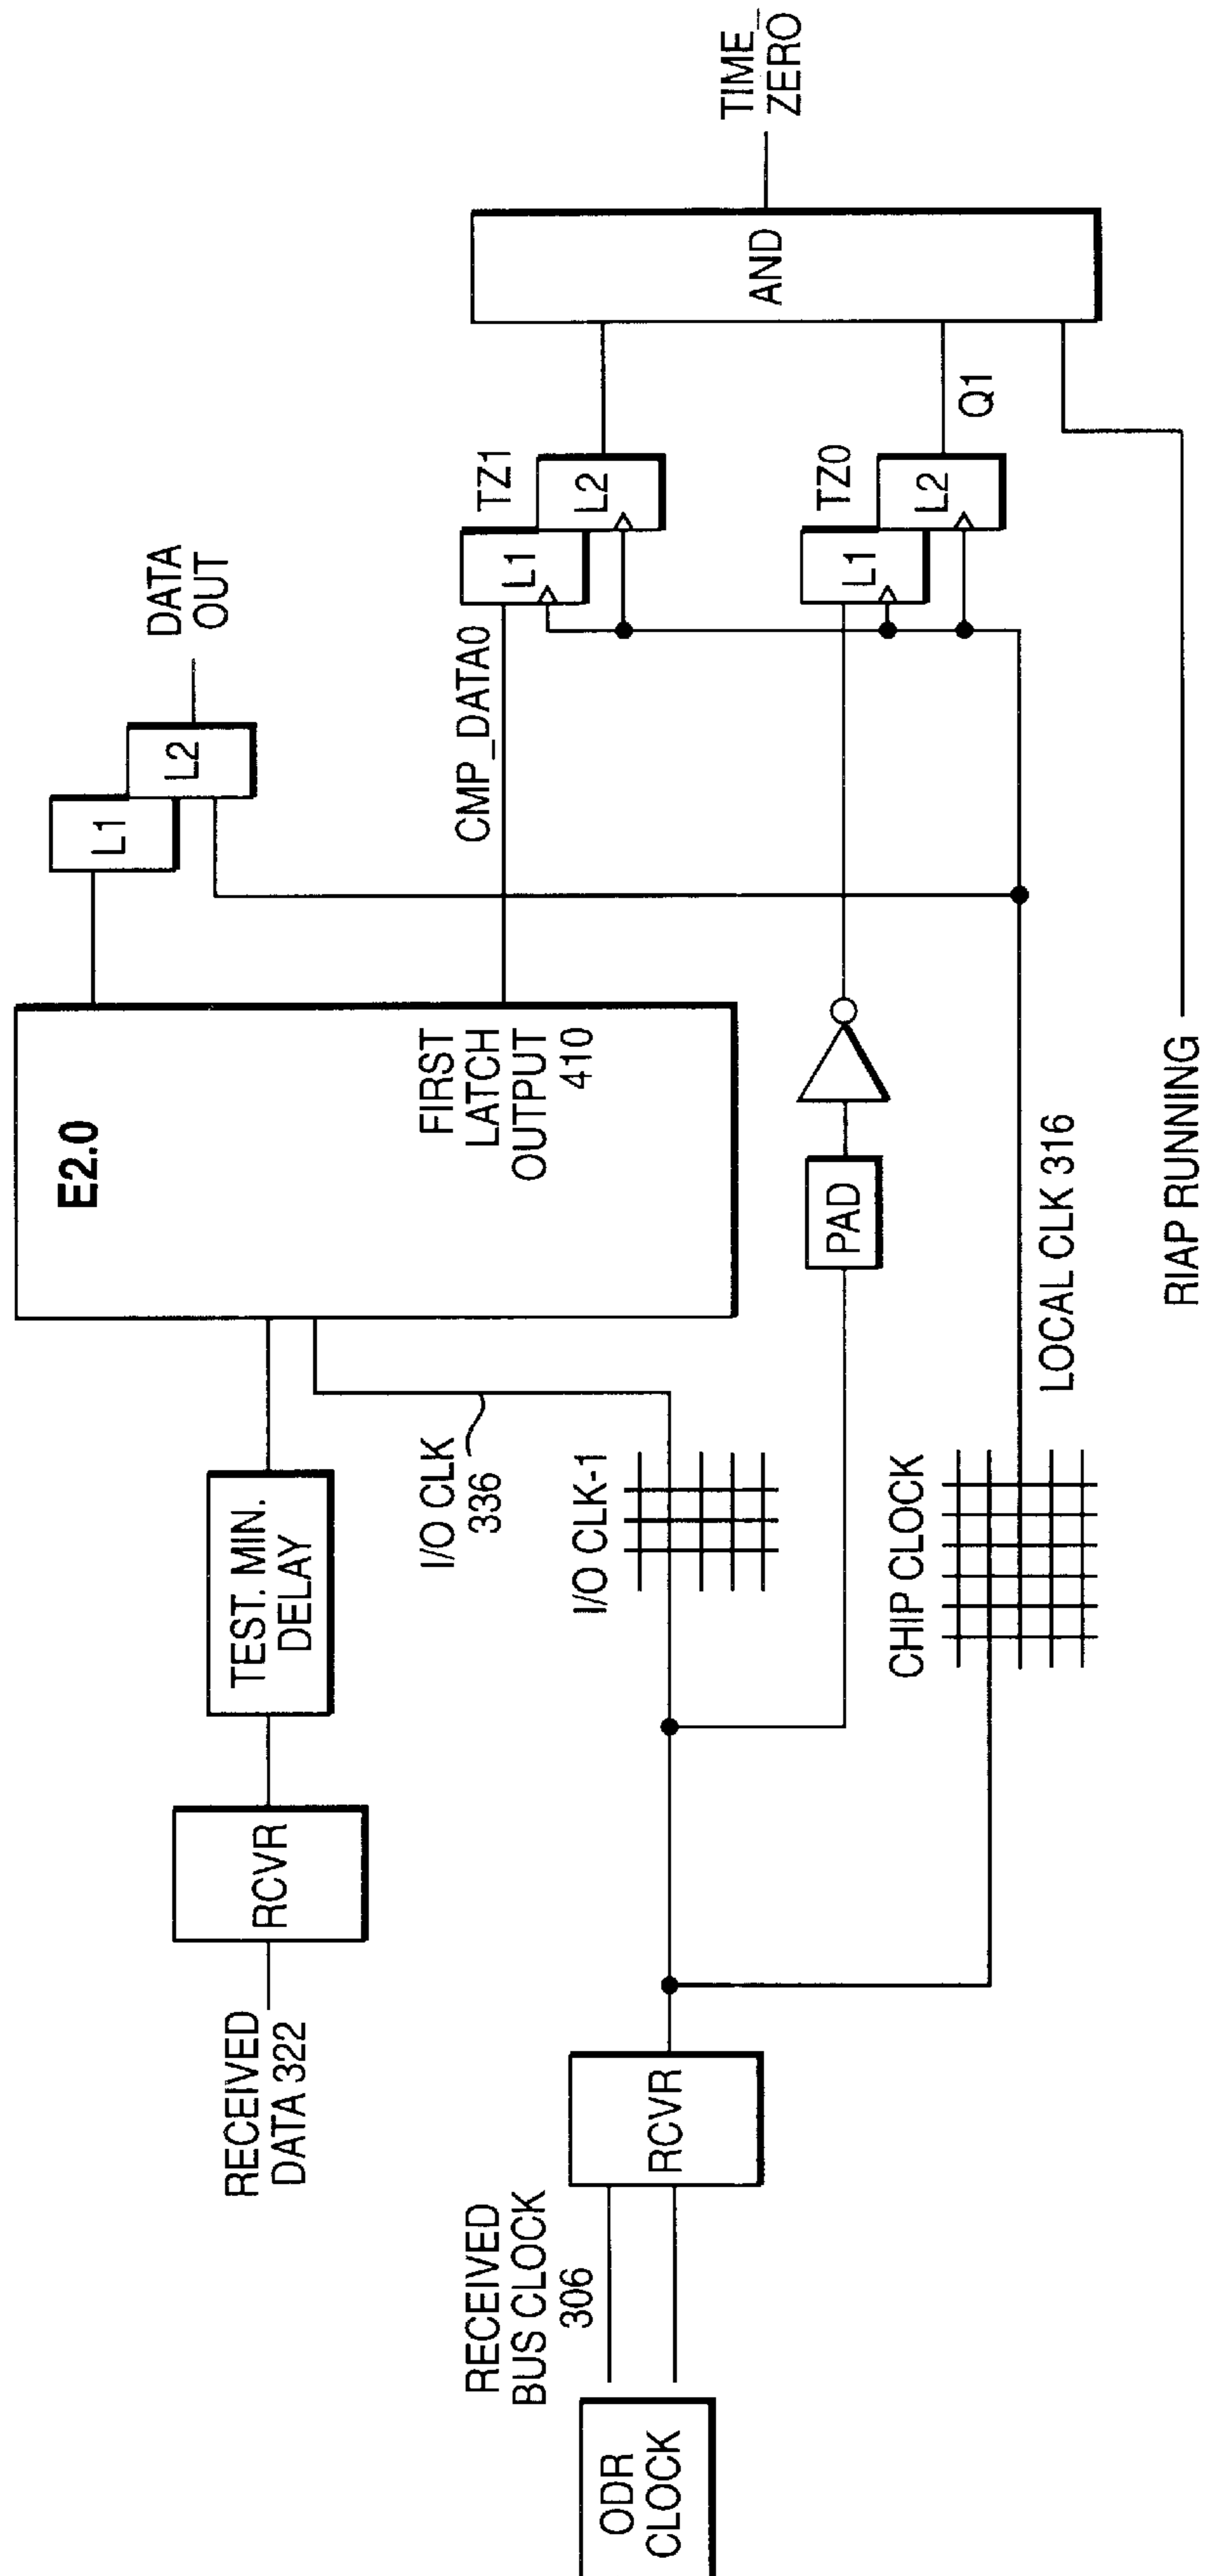 RECEIVED
DATA 322
RCVR
TEST. MIN.
DELAY
E2.0
FIRST
LATCH
OUTPUT
410
L1
L2
DATA
OUT
ODR
CLOCK
RECEIVED
BUS CLOCK
306
RCVR
I/O CLK
336
I/O CLK-1
CMP_DATA0
TZ1
L1
L2
PAD
TZ0
L1
L2
Q1
AND
TIME_
ZERO
CHIP CLOCK
LOCAL CLK 316
RIAP RUNNING